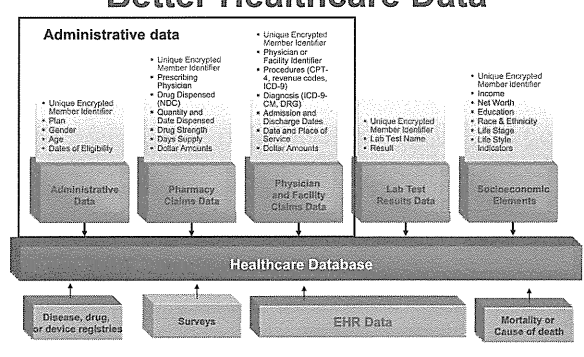 Better Healthcare Data
Administrative data
• Unique Encrypted
Member Identifier
• Plan
• Gender
• Age
• Dates of Eligibility
Administrative
Data
• Unique Encrypted
Member Identifier
• Prescribing
Physician
• Drug Dispensed
(NDC)
• Quantity and
Date Dispensed
• Drug Strength
• Days Supply
• Dollar Amounts
Pharmacy
Claims Data
• Unique Encrypted
Member Identifier
• Physician or
Facility Identifier
• Procedures (CPT-
4, revenue codes,
ICD-9)
• Diagnosis (ICD-9-
CM, DRG)
• Admission and
Discharge Dates
• Date and Place of
Service
• Dollar Amounts
Physician
and Facility
Claims Data
• Unique Encrypted
Member Identifier
• Lab Test Name
• Result
Lab Test
Results Data
• Unique Encrypted
Member Identifier
• Income
• Net Worth
• Education
• Race & Ethnicity
• Life Stage
• Life Style
Indicators
Socioeconomic
Elements
Healthcare Database
Disease, drug,
or device registries
Surveys
EHR Data
Mortality or
Cause of death